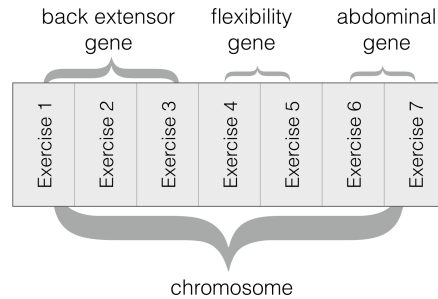 back extensor
gene
flexibility
gene
abdominal
gene
Exercise 1
Exercise 2
Exercise 3
Exercise 4
Exercise 5
Exercise 6
Exercise 7
chromosome